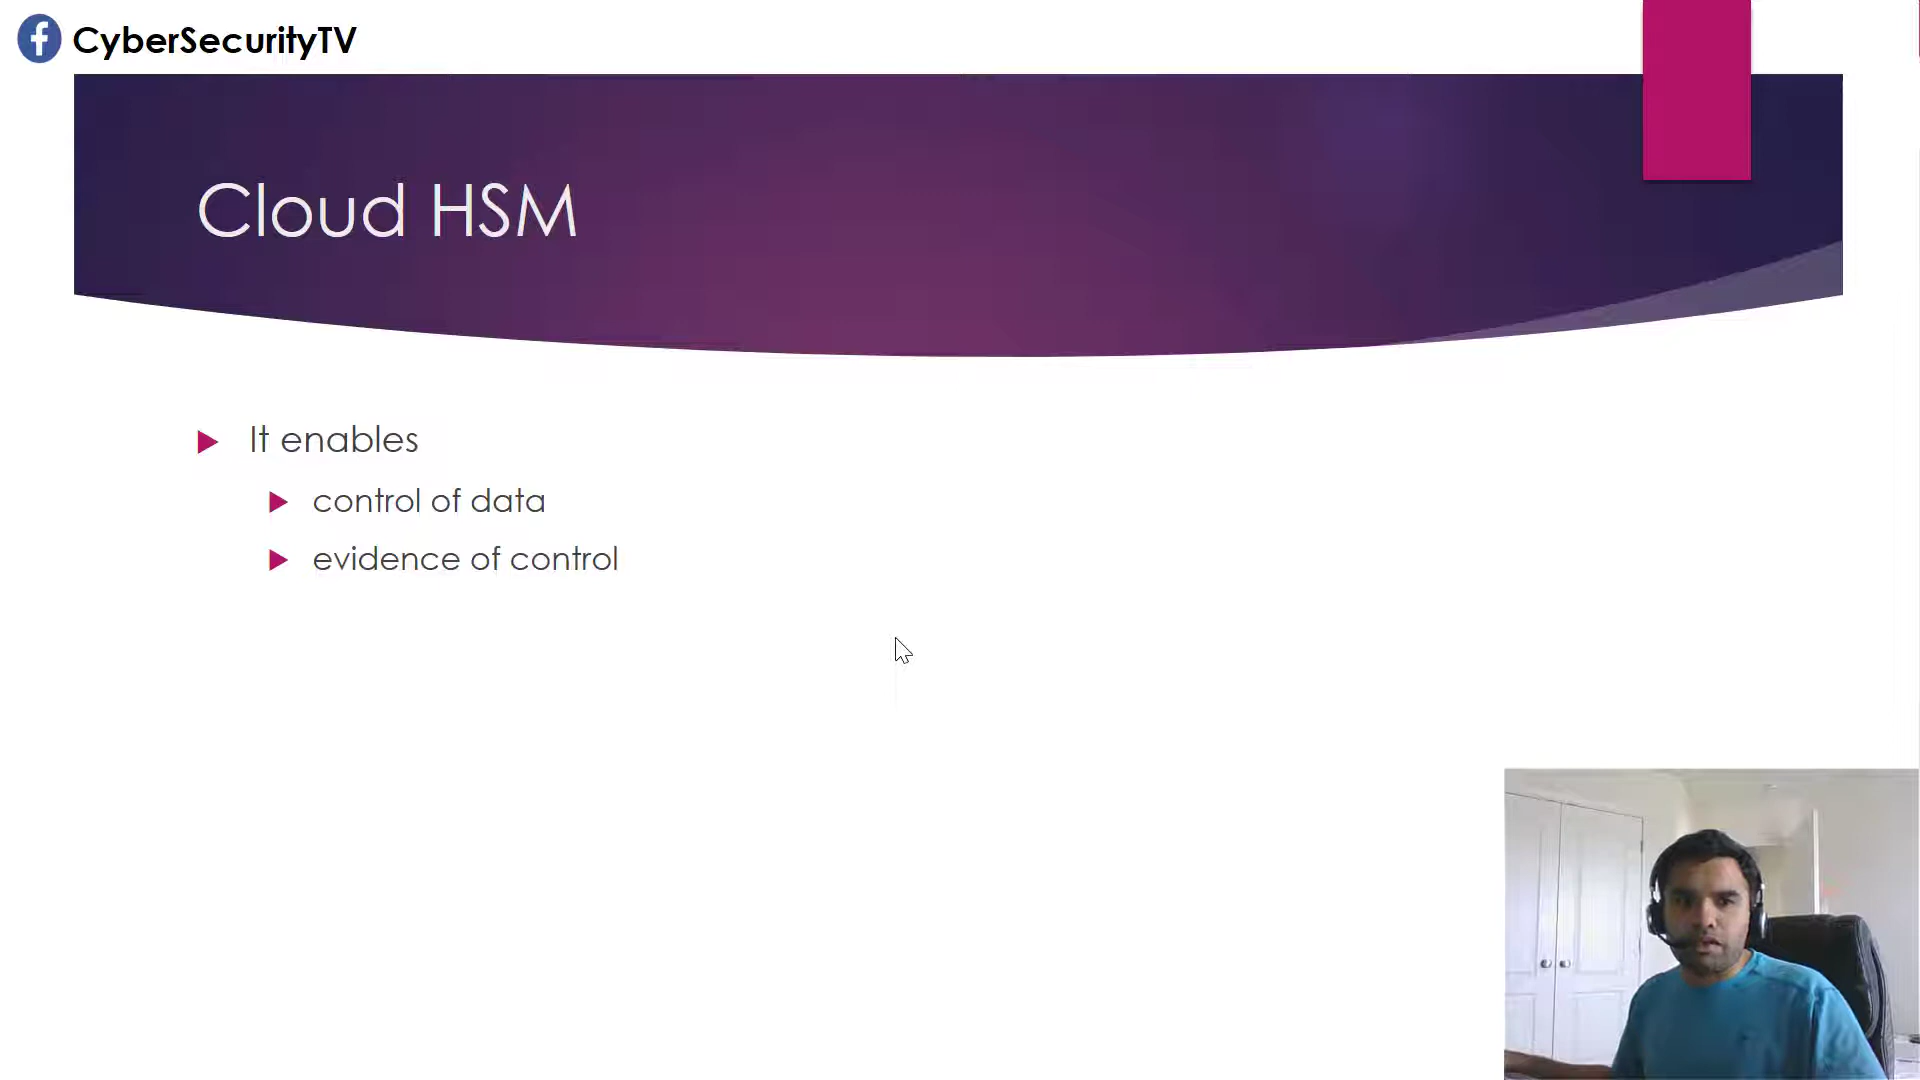 CyberSecurityTV
Cloud HSM
It enables
control of data
evidence of control